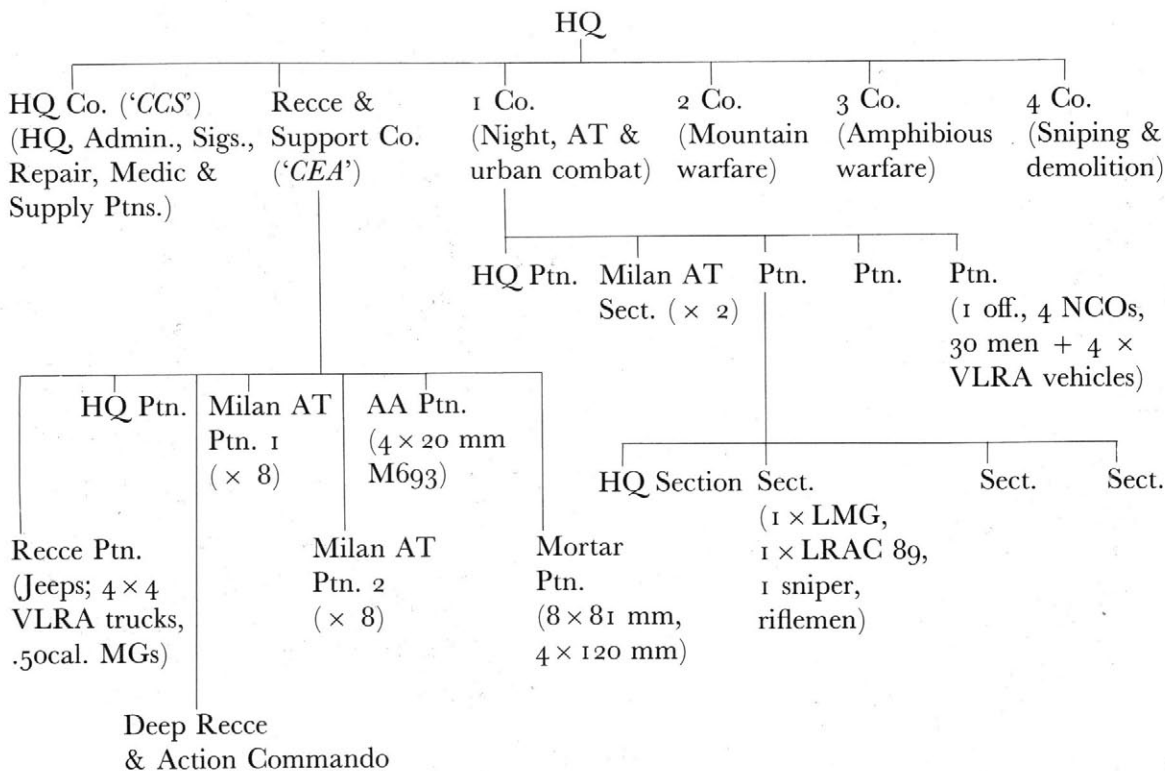 HQ
HQ Co. ('CCS')
(HQ, Admin., Sigs.,
Repair, Medic &
Supply Ptns.)
Recce &
Support Co.
('CEA')
1 Co.
(Night, AT &
urban combat)
2 Co.
(Mountain
warfare)
3 Co.
(Amphibious
warfare)
4 Co.
(Sniping &
demolition)
HQ Ptn.
Milan AT
Sect. (× 2)
Ptn.
Ptn.
Ptn.
(1 off., 4 NCOs,
30 men + 4 ×
VLRA vehicles)
HQ Ptn.
Milan AT
Ptn. 1
(× 8)
AA Ptn.
(4 × 20 mm
M693)
HQ Section
Sect.
(1 × LMG,
1 × LRAC 89,
1 sniper,
riflemen)
Sect.
Sect.
Recce Ptn.
(Jeeps; 4 × 4
VLRA trucks,
.50cal. MGs)
Milan AT
Ptn. 2
(× 8)
Mortar
Ptn.
(8 × 81 mm,
4 × 120 mm)
Deep Recce
& Action Commando